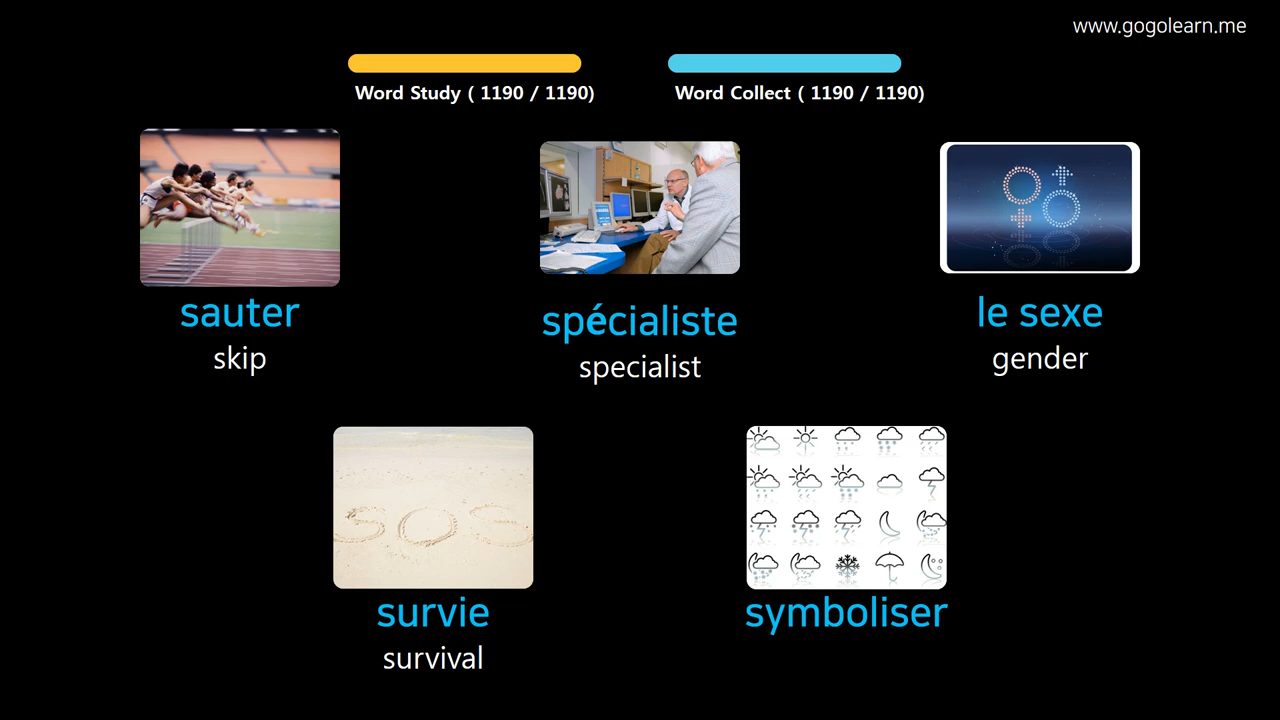 www.gogolearn.me
Word Study ( 1190 / 1190)
Word Collect ( 1190 / 1190)
sauter
skip
spécialiste
specialist
le sexe
gender
SOS
survie
survival
symboliser